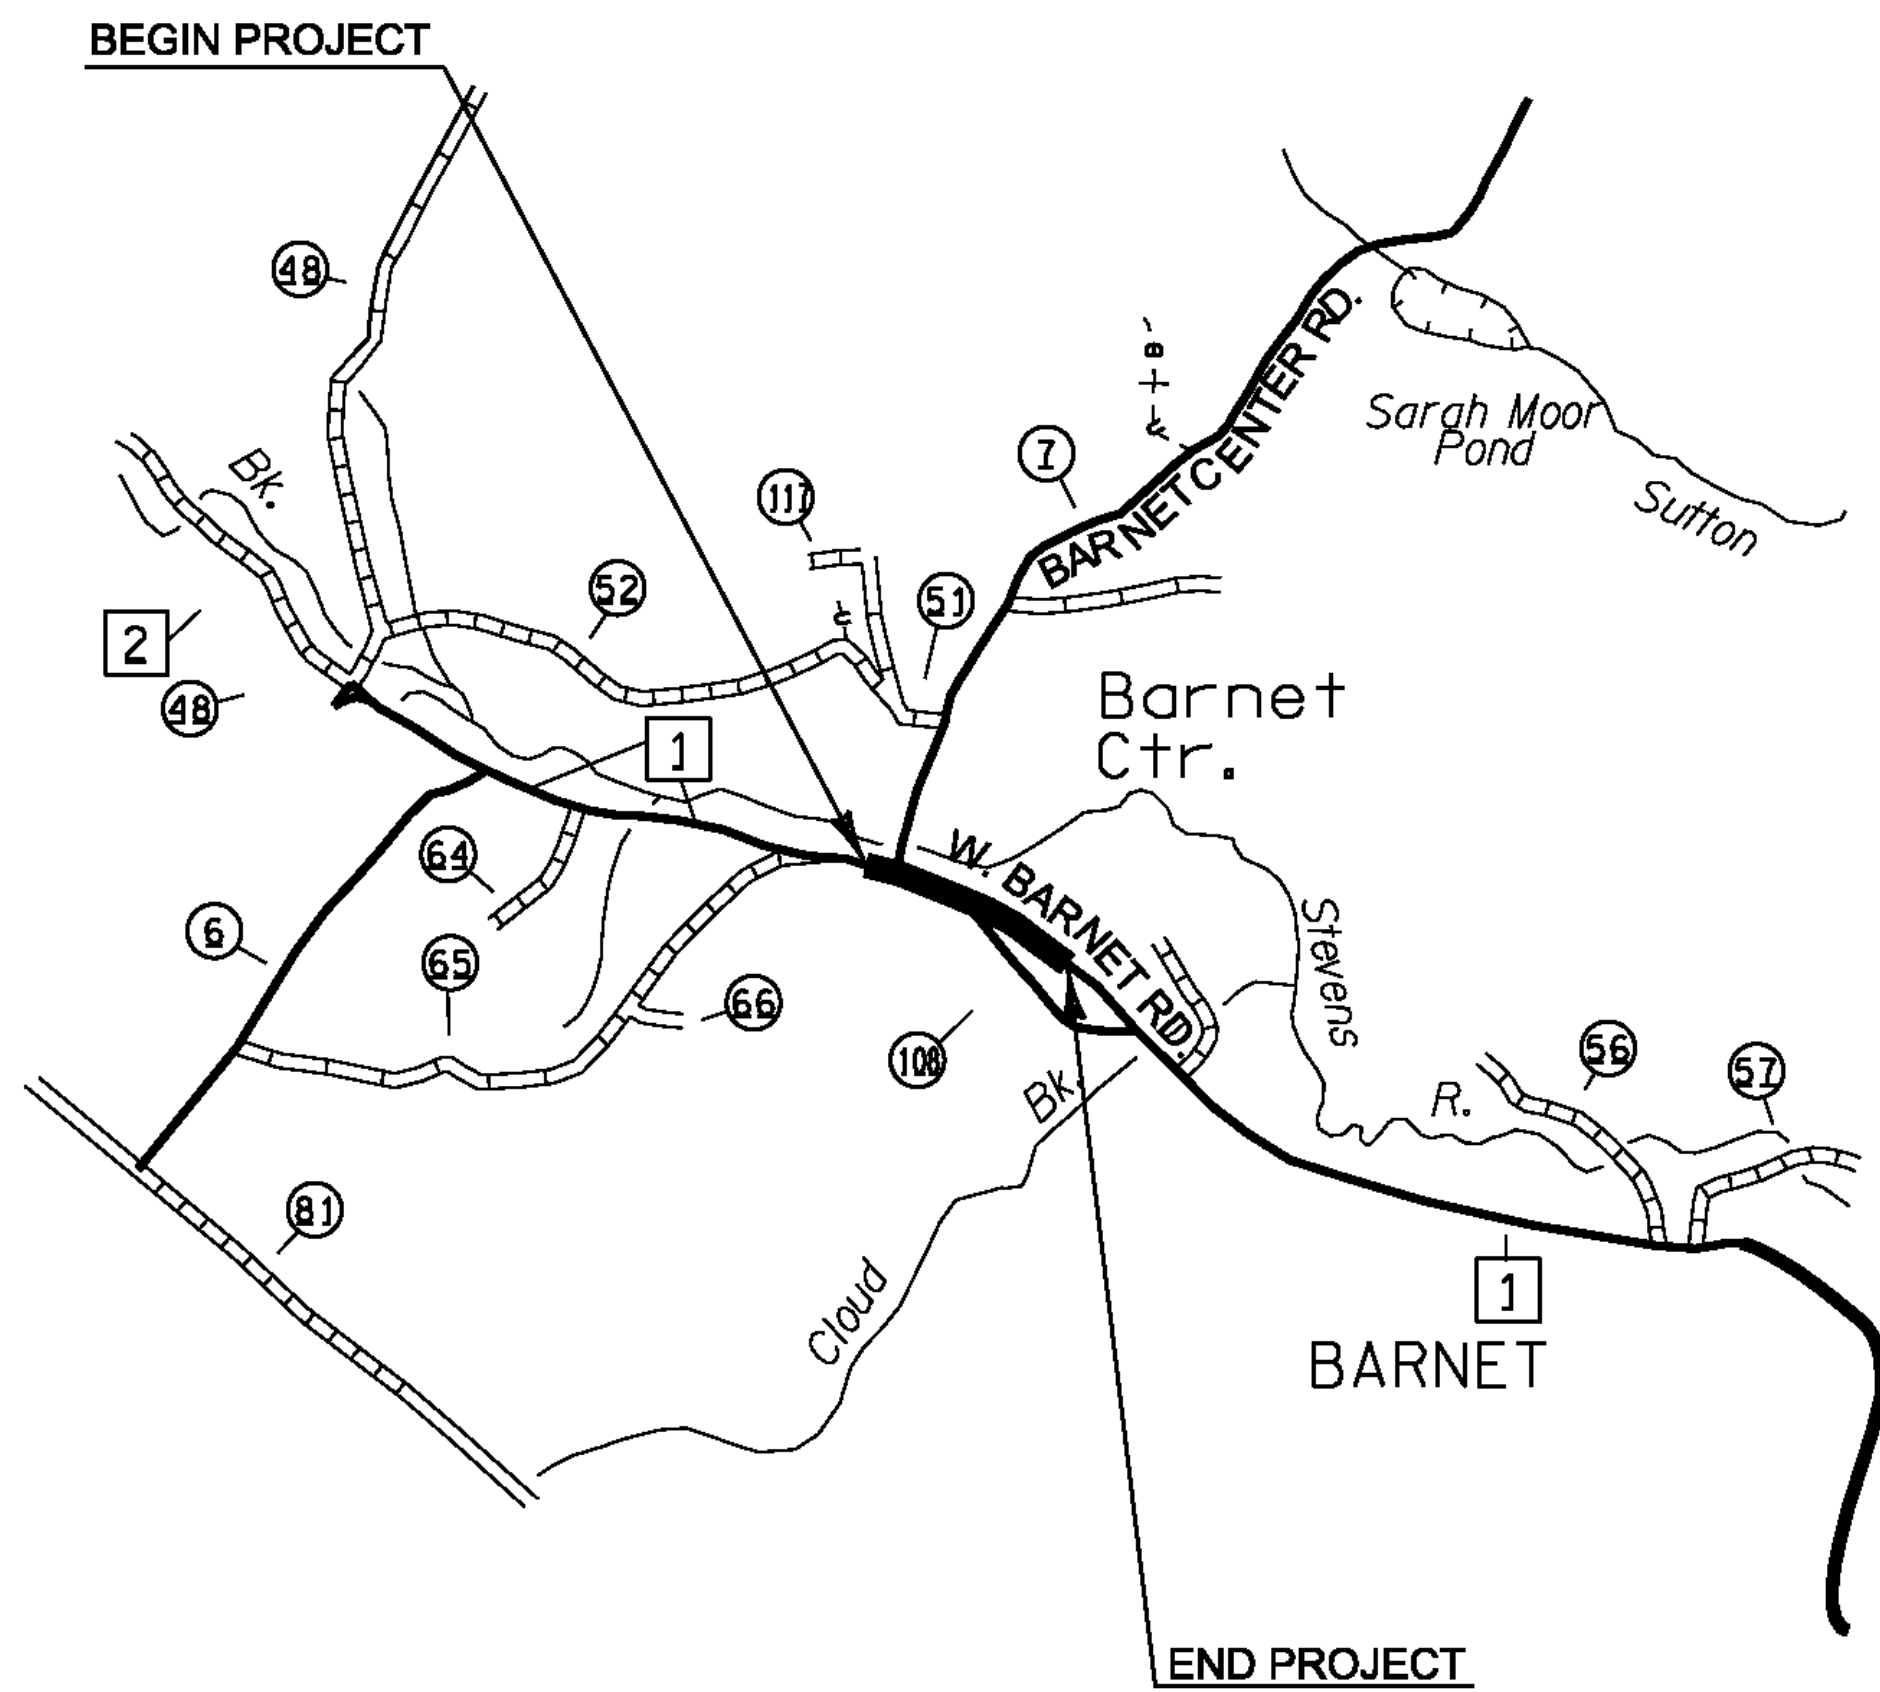 BEGIN PROJECT
48
BARNET CENTER RD.
Sarah Moor
Pond
Sutton
Bk.
7
117
52
51
2
48
1
Barnet
Ctr.
64
W. BARNET RD.
6
65
66
Stevens
108
Bk.
R.
56
57
81
Cloud
1
BARNET
END PROJECT